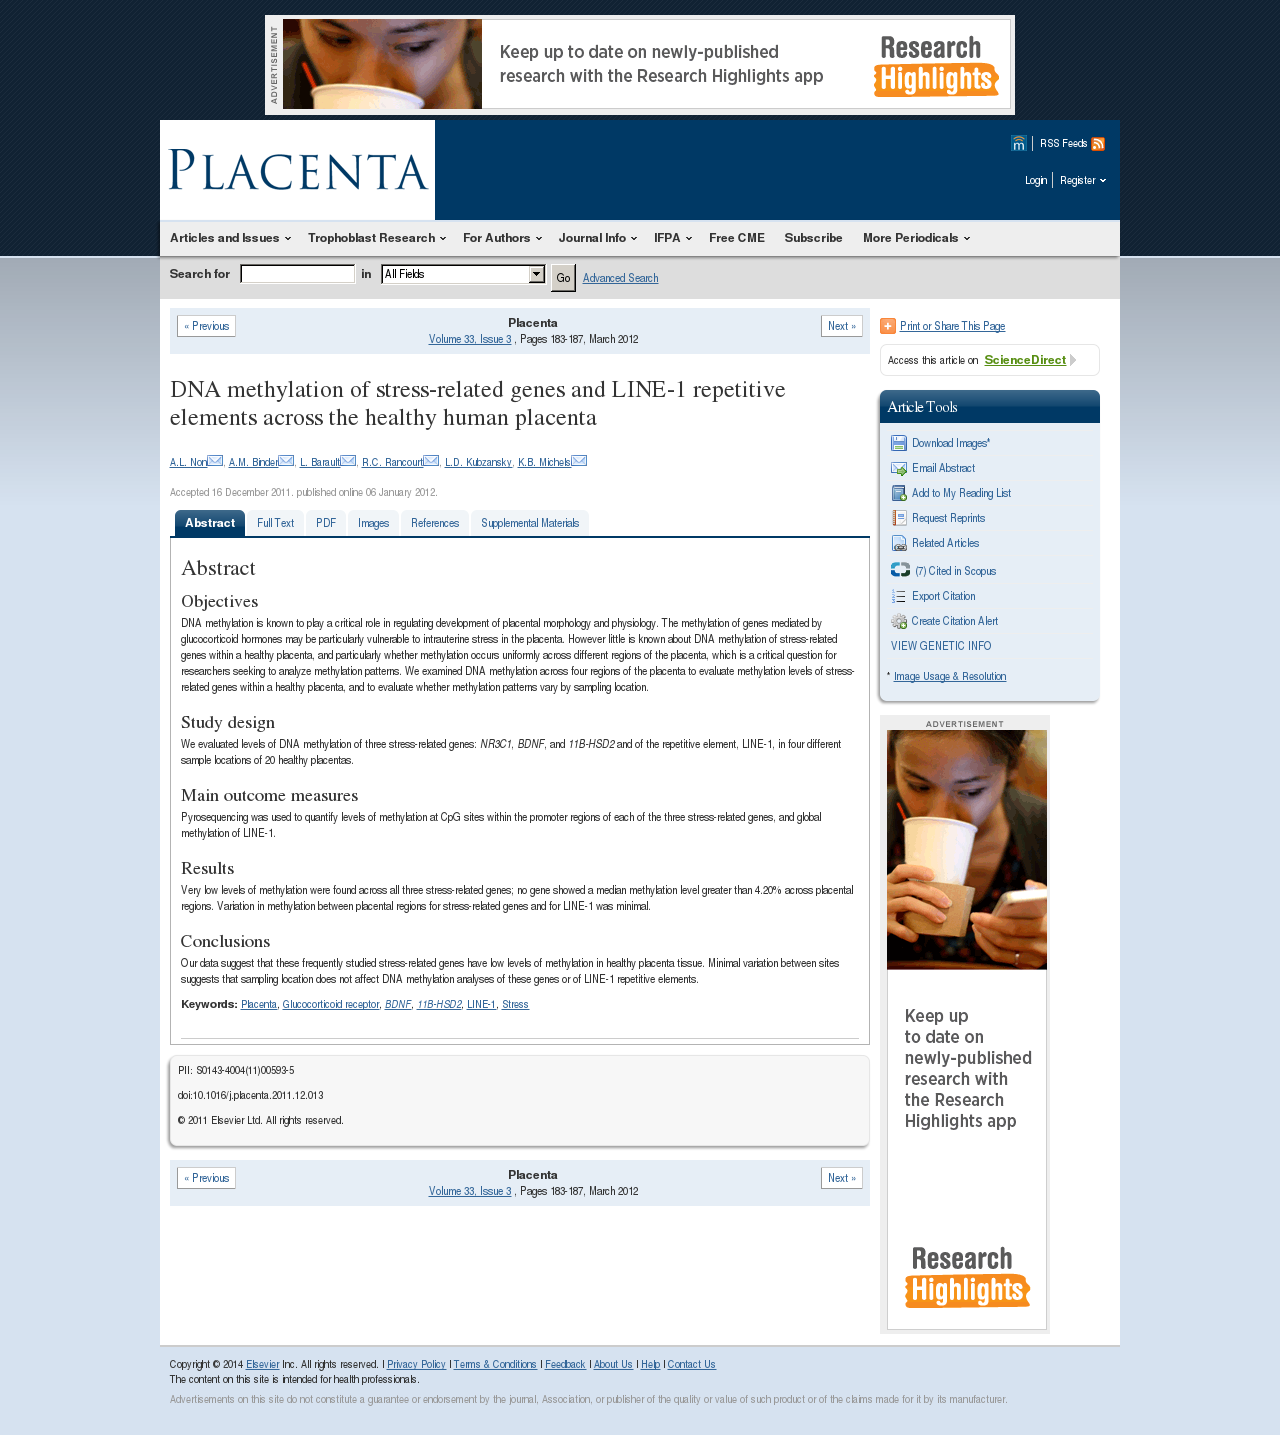 ADVERTISEMENT
Keep up to date on newly-published
research with the Research Highlights app
Research
Highlights
PLACENTA
m
RSS Feeds
Login
Register
Articles and Issues
Trophoblast Research
For Authors
Journal Info
IFPA
Free CME
Subscribe
More Periodicals
Search for
in
All Fields
Go
Advanced Search
« Previous
Placenta
Volume 33, Issue 3 , Pages 183-187, March 2012
Next »
DNA methylation of stress-related genes and LINE-1 repetitive
elements across the healthy human placenta
A.L. Non, A.M. Binder, L. Barault, R.C. Rancourt, L.D. Kubzansky, K.B. Michels
Accepted 16 December 2011. published online 06 January 2012.
Abstract
Full Text
PDF
Images
References
Supplemental Materials
Abstract
Objectives
DNA methylation is known to play a critical role in regulating development of placental morphology and physiology. The methylation of genes mediated by
glucocorticoid hormones may be particularly vulnerable to intrauterine stress in the placenta. However little is known about DNA methylation of stress-related
genes within a healthy placenta, and particularly whether methylation occurs uniformly across different regions of the placenta, which is a critical question for
researchers seeking to analyze methylation patterns. We examined DNA methylation across four regions of the placenta to evaluate methylation levels of stress-
related genes within a healthy placenta, and to evaluate whether methylation patterns vary by sampling location.
Study design
We evaluated levels of DNA methylation of three stress-related genes: NR3C1, BDNF, and 11B-HSD2 and of the repetitive element, LINE-1, in four different
sample locations of 20 healthy placentas.
Main outcome measures
Pyrosequencing was used to quantify levels of methylation at CpG sites within the promoter regions of each of the three stress-related genes, and global
methylation of LINE-1.
Results
Very low levels of methylation were found across all three stress-related genes; no gene showed a median methylation level greater than 4.20% across placental
regions. Variation in methylation between placental regions for stress-related genes and for LINE-1 was minimal.
Conclusions
Our data suggest that these frequently studied stress-related genes have low levels of methylation in healthy placenta tissue. Minimal variation between sites
suggests that sampling location does not affect DNA methylation analyses of these genes or of LINE-1 repetitive elements.
Keywords: Placenta, Glucocorticoid receptor, BDNF, 11B-HSD2, LINE-1, Stress
PII: S0143-4004(11)00593-5
doi:10.1016/j.placenta.2011.12.013
© 2011 Elsevier Ltd. All rights reserved.
« Previous
Placenta
Volume 33, Issue 3 , Pages 183-187, March 2012
Next »
Print or Share This Page
Access this article on ScienceDirect
Article Tools
Download Images*
Email Abstract
Add to My Reading List
Request Reprints
Related Articles
(7) Cited in Scopus
Export Citation
Create Citation Alert
VIEW GENETIC INFO
* Image Usage & Resolution
ADVERTISEMENT
Keep up
to date on
newly-published
research with
the Research
Highlights app
Research
Highlights
Copyright © 2014 Elsevier Inc. All rights reserved. | Privacy Policy | Terms & Conditions | Feedback | About Us | Help | Contact Us
The content on this site is intended for health professionals.
Advertisements on this site do not constitute a guarantee or endorsement by the journal, Association, or publisher of the quality or value of such product or of the claims made for it by its manufacturer.